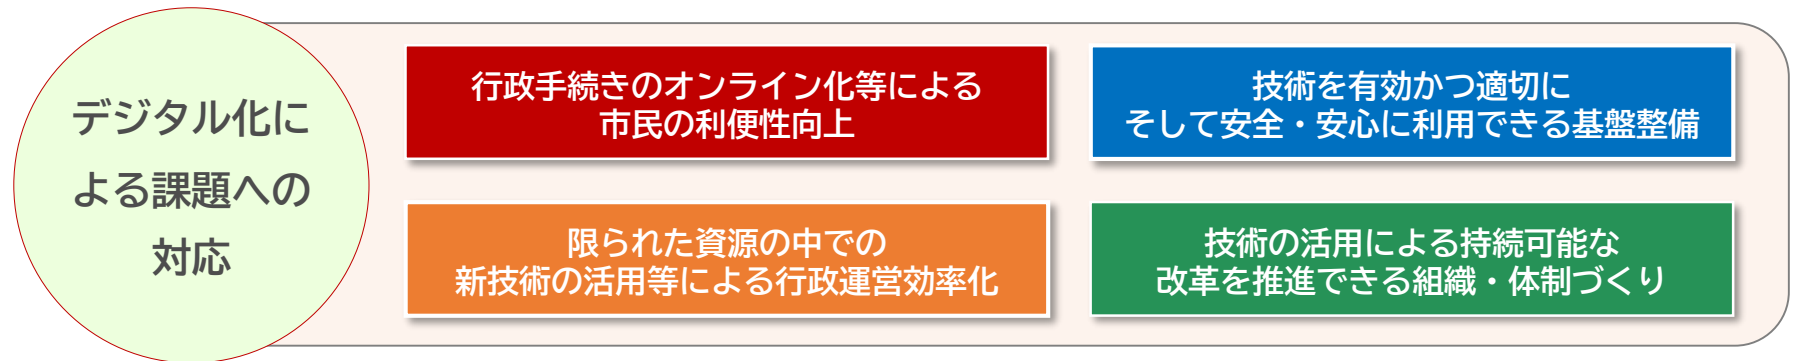 デジタル化に
よる課題への
対応
行政手続きのオンライン化等による
市民の利便性向上
技術を有効かつ適切に
そして安全・安心に利用できる基盤整備
限られた資源の中での
新技術の活用等による行政運営効率化
技術の活用による持続可能な
改革を推進できる組織・体制づくり